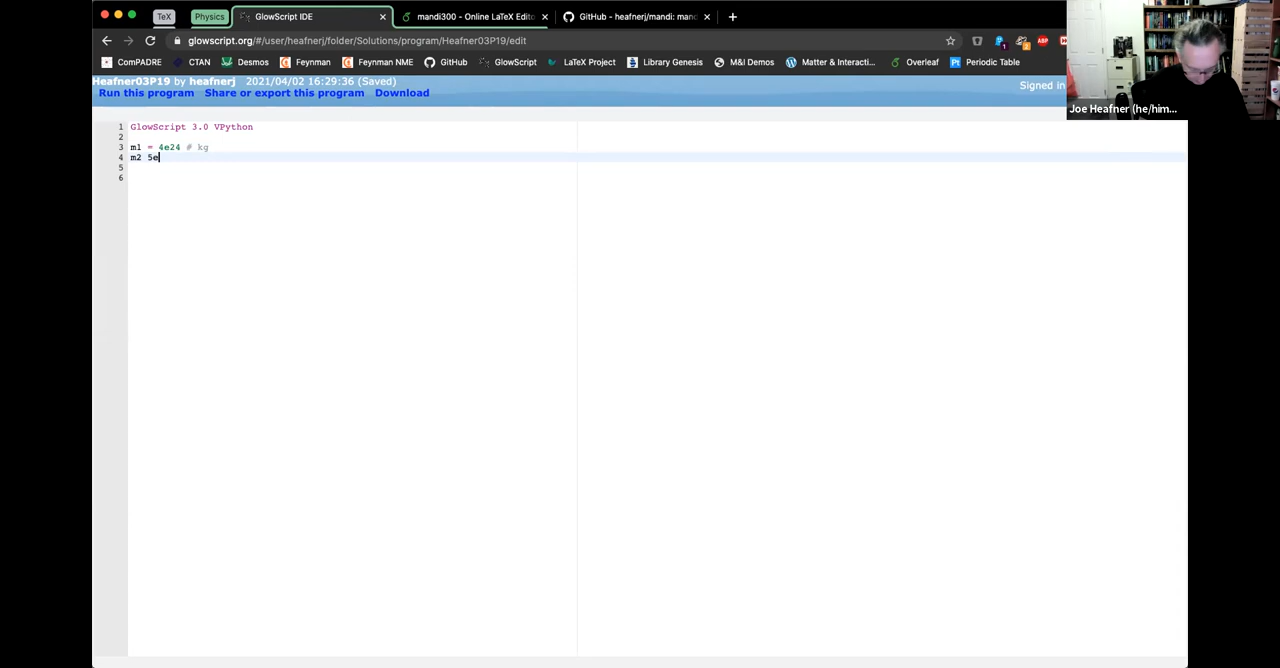 TeX Physics GlowScript IDE mandi300 - Online LaTeX Edito GitHub - heafnerj/mandi: mand
glowscript.org/#/user/heafnerj/folder/Solutions/program/Heafner03P19/edit
ComPADRE CTAN Desmos Feynman Feynman NME GitHub GlowScript LaTeX Project Library Genesis M&I Demos Matter & Interacti... Overleaf Periodic Table
Heafner03P19 by heafnerj 2021/04/02 16:29:36 (Saved)
Signed in
Run this program Share or export this program Download
Joe Heafner (he/him...
1 GlowScript 3.0 VPython
2
3 m1 = 4e24 # kg
4 m2 5e
5
6